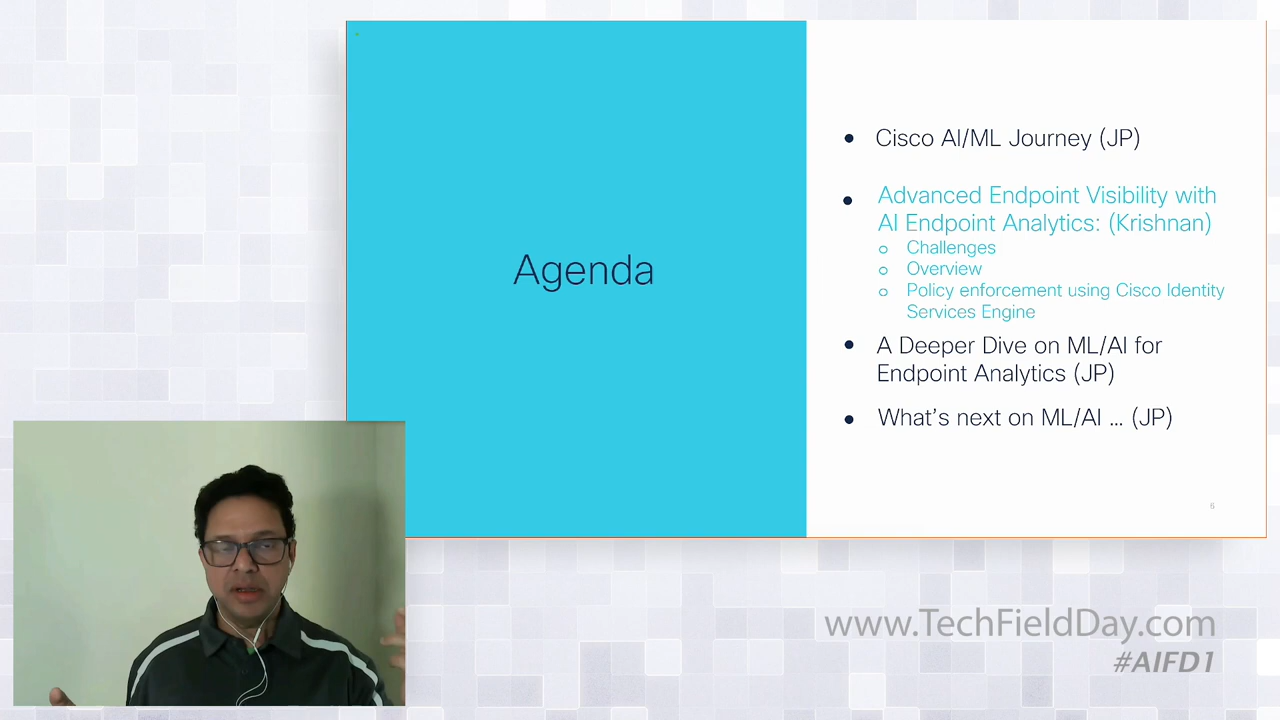 Agenda
Cisco AI/ML Journey (JP)
Advanced Endpoint Visibility with
AI Endpoint Analytics: (Krishnan)
Challenges
Overview
Policy enforcement using Cisco Identity
Services Engine
A Deeper Dive on ML/AI for
Endpoint Analytics (JP)
What's next on ML/AI ... (JP)
6
www.TechFieldDay.com
#AIFD1